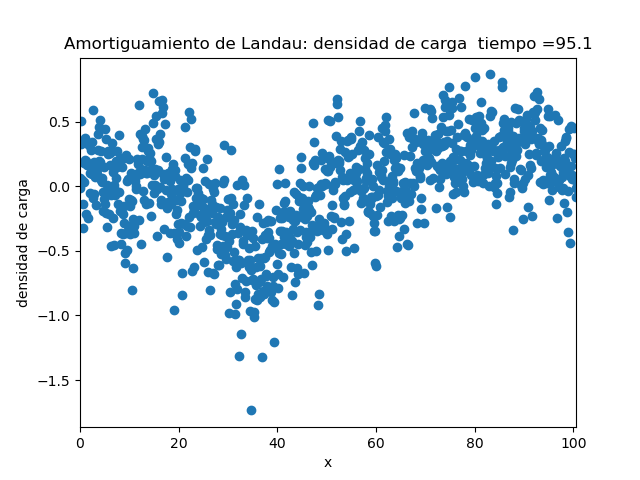 Amortiguamiento de Landau: densidad de carga  tiempo =95.1
densidad de carga
0.5
0.0
−0.5
−1.0
−1.5
0 20 40 60 80 100
x